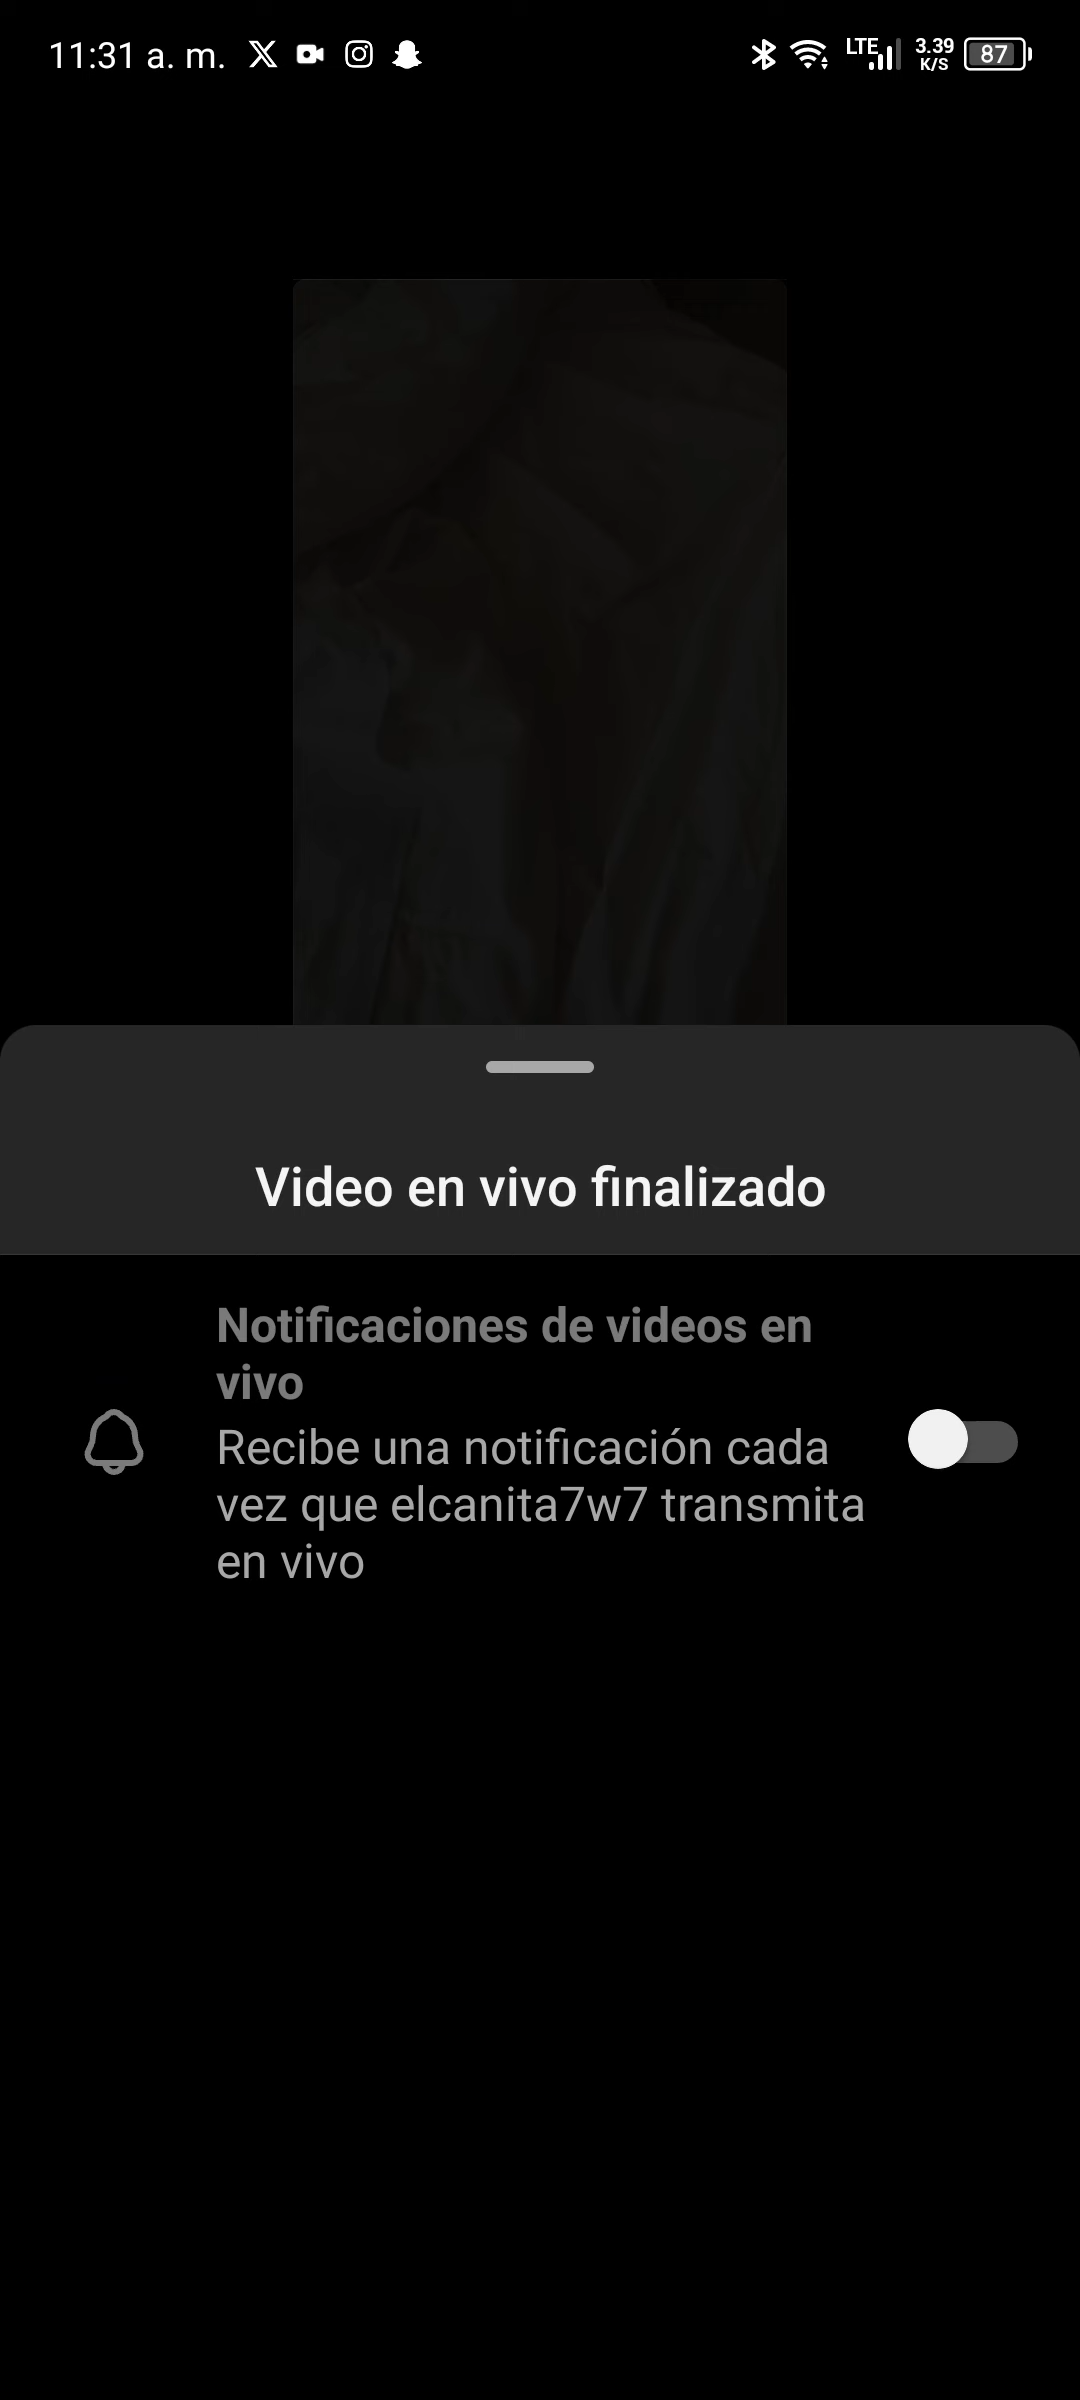 11:31 a. m. LTE 3.39 K/S 87
Video en vivo finalizado
Notificaciones de videos en
vivo
Recibe una notificación cada
vez que elcanita7w7 transmita
en vivo